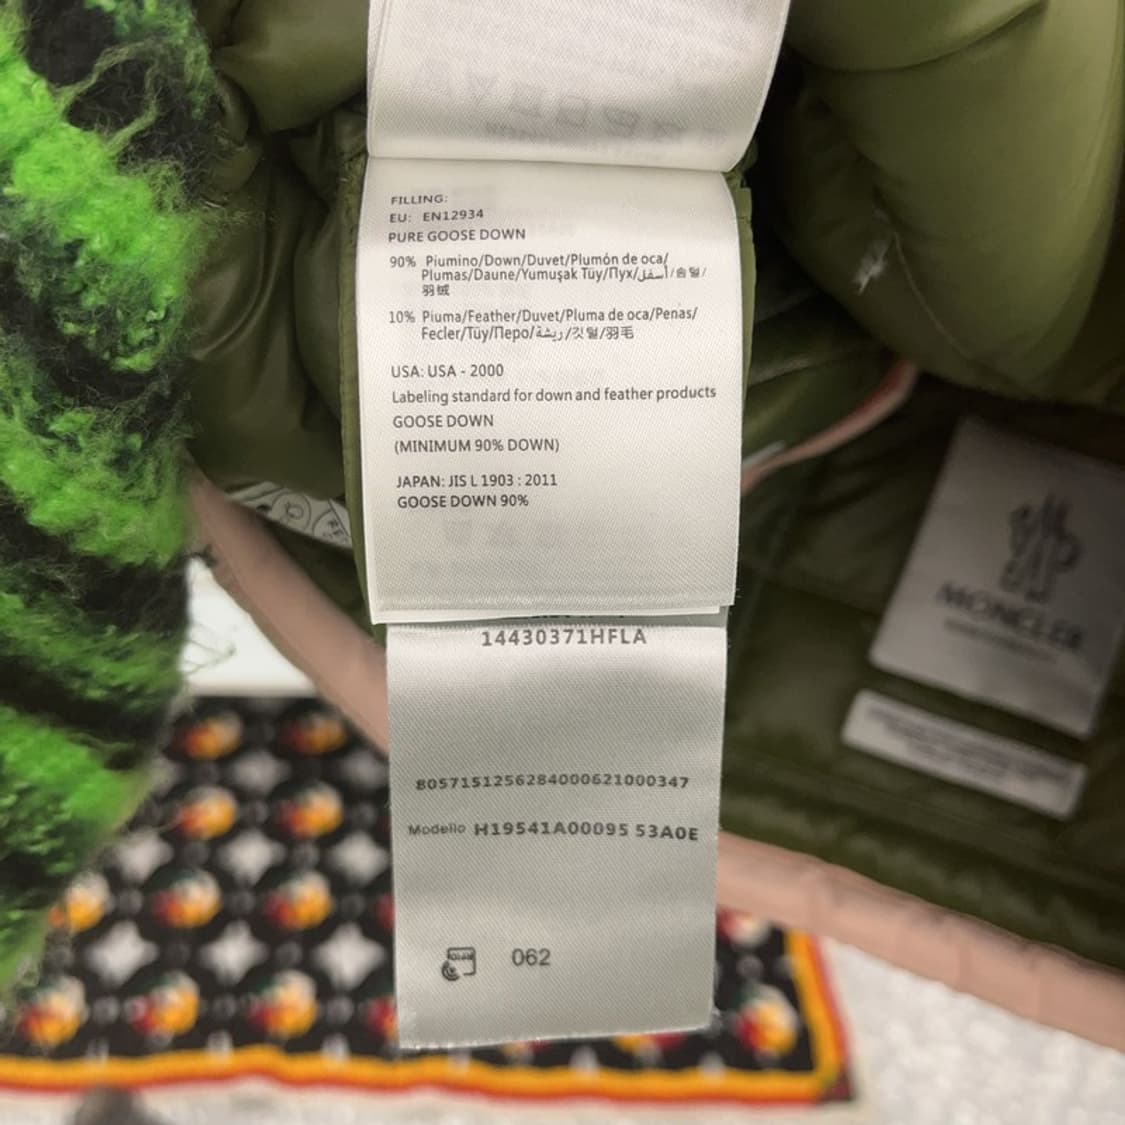 FILLING:
EU: EN12934
PURE GOOSE DOWN
90% Piumino/Down/Duvet/Plumón de oca/
Plumas/Daune/Yumuşak Tüy/Пух/أسفل/솜털/
羽绒
10% Piuma/Feather/Duvet/Pluma de oca/Penas/
Fecler/Tüy/Перо/ريشة/깃털/羽毛
USA: USA - 2000
Labeling standard for down and feather products
GOOSE DOWN
(MINIMUM 90% DOWN)
JAPAN: JIS L 1903 : 2011
GOOSE DOWN 90%
14430371HFLA
8057151256284000621000347
Modello H19541A00095 53A0E
062
MONCLER